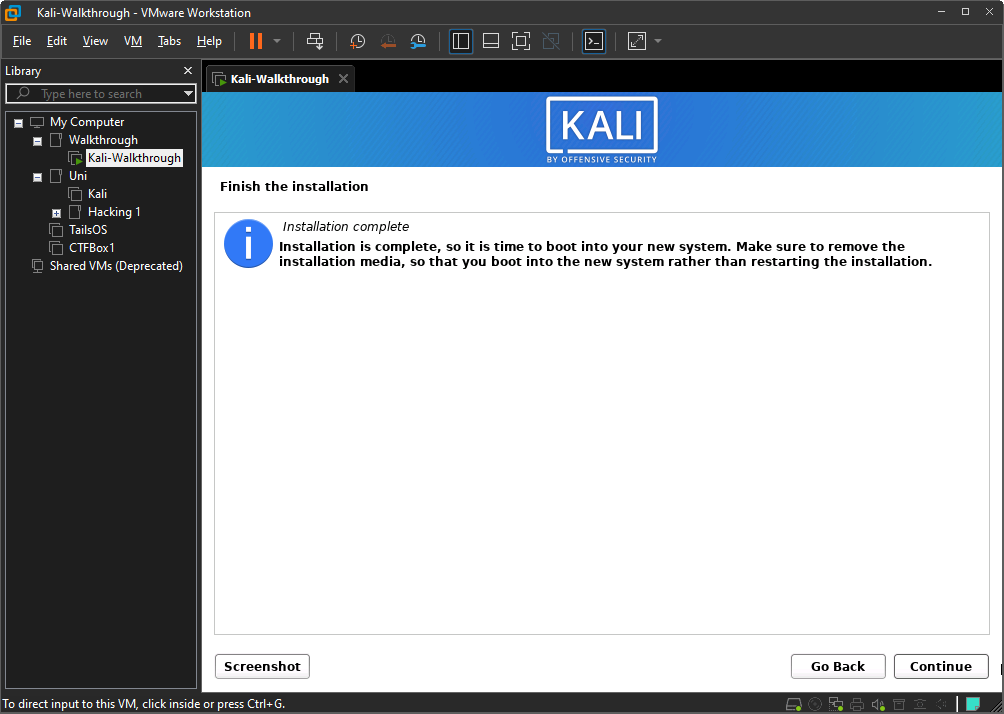 Kali-Walkthrough - VMware Workstation
File Edit View VM Tabs Help
Library
Type here to search
My Computer
Walkthrough
Kali-Walkthrough
Uni
Kali
Hacking 1
TailsOS
CTFBox1
Shared VMs (Deprecated)
Kali-Walkthrough
KALI
BY OFFENSIVE SECURITY
Finish the installation
Installation complete
Installation is complete, so it is time to boot into your new system. Make sure to remove the
installation media, so that you boot into the new system rather than restarting the installation.
Screenshot Go Back Continue
To direct input to this VM, click inside or press Ctrl+G.